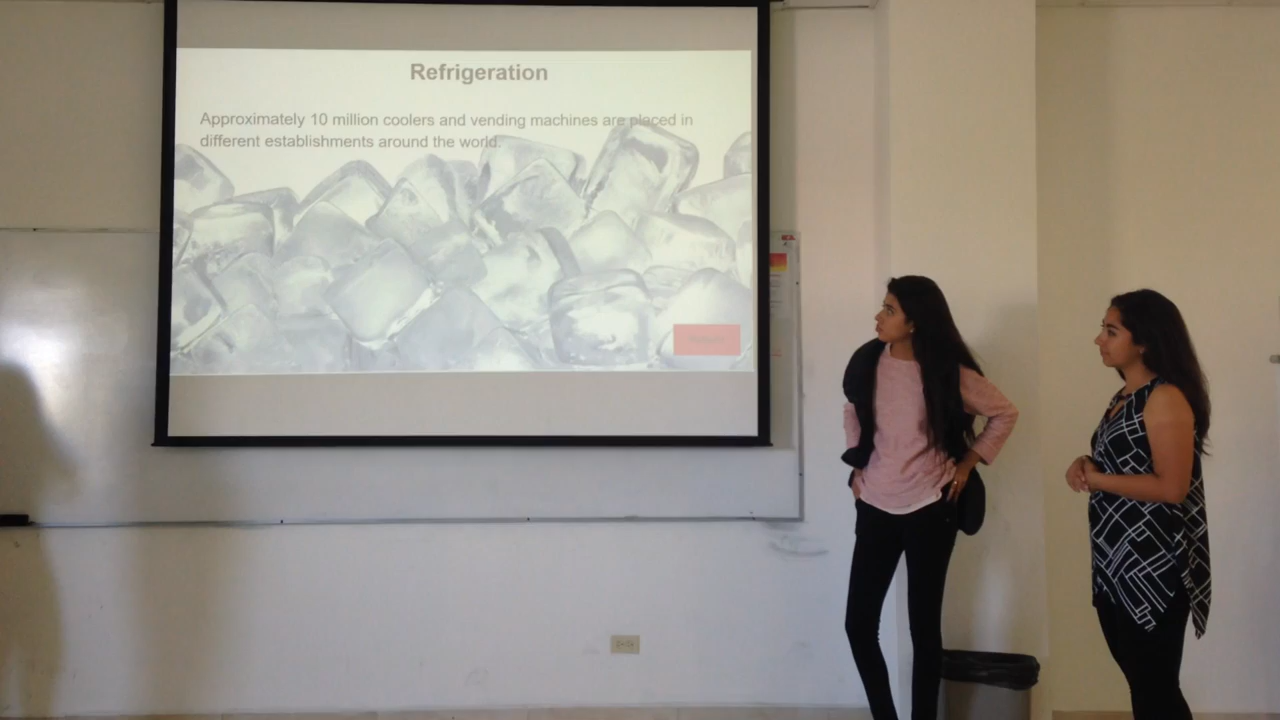 Refrigeration
Approximately 10 million coolers and vending machines are placed in
different establishments around the world.